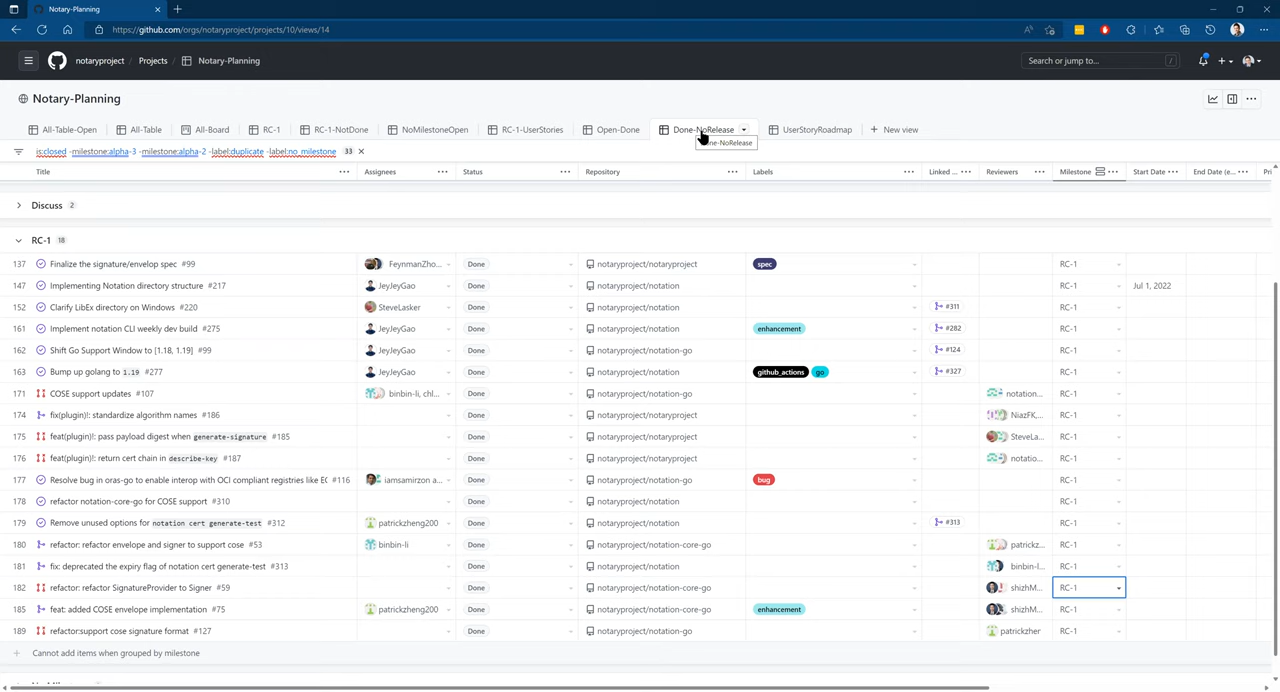 Notary-Planning
https://github.com/orgs/notaryproject/projects/10/views/14
notaryproject / Projects / Notary-Planning
Search or jump to... /
Notary-Planning
All-Table-Open All-Table All-Board RC-1 RC-1-NotDone NoMilestoneOpen RC-1-UserStories Open-Done Done-NoRelease UserStoryRoadmap + New view
is:closed -milestone:alpha-3 -milestone:alpha-2 -label:duplicate -label:no_milestone 33
Title Assignees Status Repository Labels Linked ... Reviewers Milestone Start Date End Date (e...
Discuss 2
RC-1 18
137 Finalize the signature/envelop spec #99 FeynmanZho... Done notaryproject/notaryproject spec RC-1
147 Implementing Notation directory structure #217 JeyJeyGao Done notaryproject/notation RC-1 Jul 1, 2022
152 Clarify LibEx directory on Windows #220 SteveLasker Done notaryproject/notation #311 RC-1
161 Implement notation CLI weekly dev build #275 JeyJeyGao Done notaryproject/notation enhancement #282 RC-1
162 Shift Go Support Window to [1.18, 1.19] #99 JeyJeyGao Done notaryproject/notation-go #124 RC-1
163 Bump up golang to 1.19 #277 JeyJeyGao Done notaryproject/notation github_actions go #327 RC-1
171 COSE support updates #107 binbin-li, chl... Done notaryproject/notation-go notation... RC-1
174 fix(plugin)!: standardize algorithm names #186 Done notaryproject/notaryproject NiazFK,... RC-1
175 feat(plugin)!: pass payload digest when generate-signature #185 Done notaryproject/notaryproject SteveLa... RC-1
176 feat(plugin)!: return cert chain in describe-key #187 Done notaryproject/notaryproject notatio... RC-1
177 Resolve bug in oras-go to enable interop with OCI compliant registries like EC #116 iamsamirzon a... Done notaryproject/notation-go bug RC-1
178 refactor notation-core-go for COSE support #310 Done notaryproject/notation RC-1
179 Remove unused options for notation cert generate-test #312 patrickzheng200 Done notaryproject/notation #313 RC-1
180 refactor: refactor envelope and signer to support cose #53 binbin-li Done notaryproject/notation-core-go patrickz... RC-1
181 fix: deprecated the expiry flag of notation cert generate-test #313 Done notaryproject/notation binbin-l... RC-1
182 refactor: refactor SignatureProvider to Signer #59 Done notaryproject/notation-core-go shizhM... RC-1
185 feat: added COSE envelope implementation #75 patrickzheng200 Done notaryproject/notation-core-go enhancement shizhM... RC-1
189 refactor:support cose signature format #127 Done notaryproject/notation-go patrickzher RC-1
+ Cannot add items when grouped by milestone